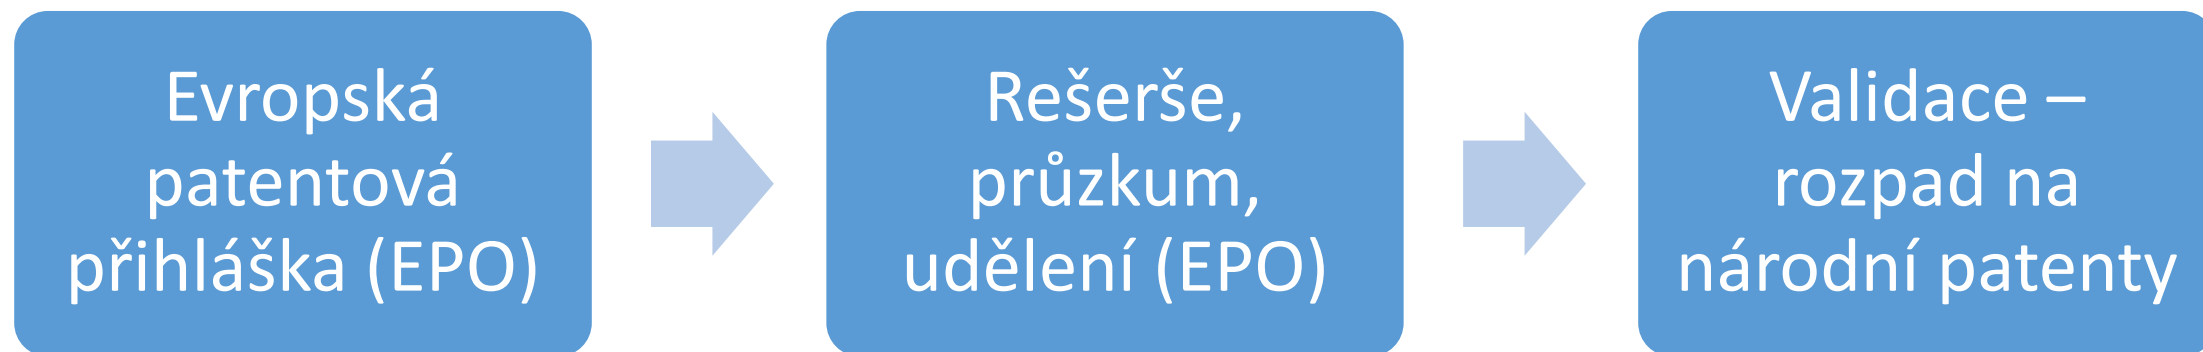 Evropská
patentová
přihláška (EPO)
Rešerše,
průzkum,
udělení (EPO)
Validace –
rozpad na
národní patenty